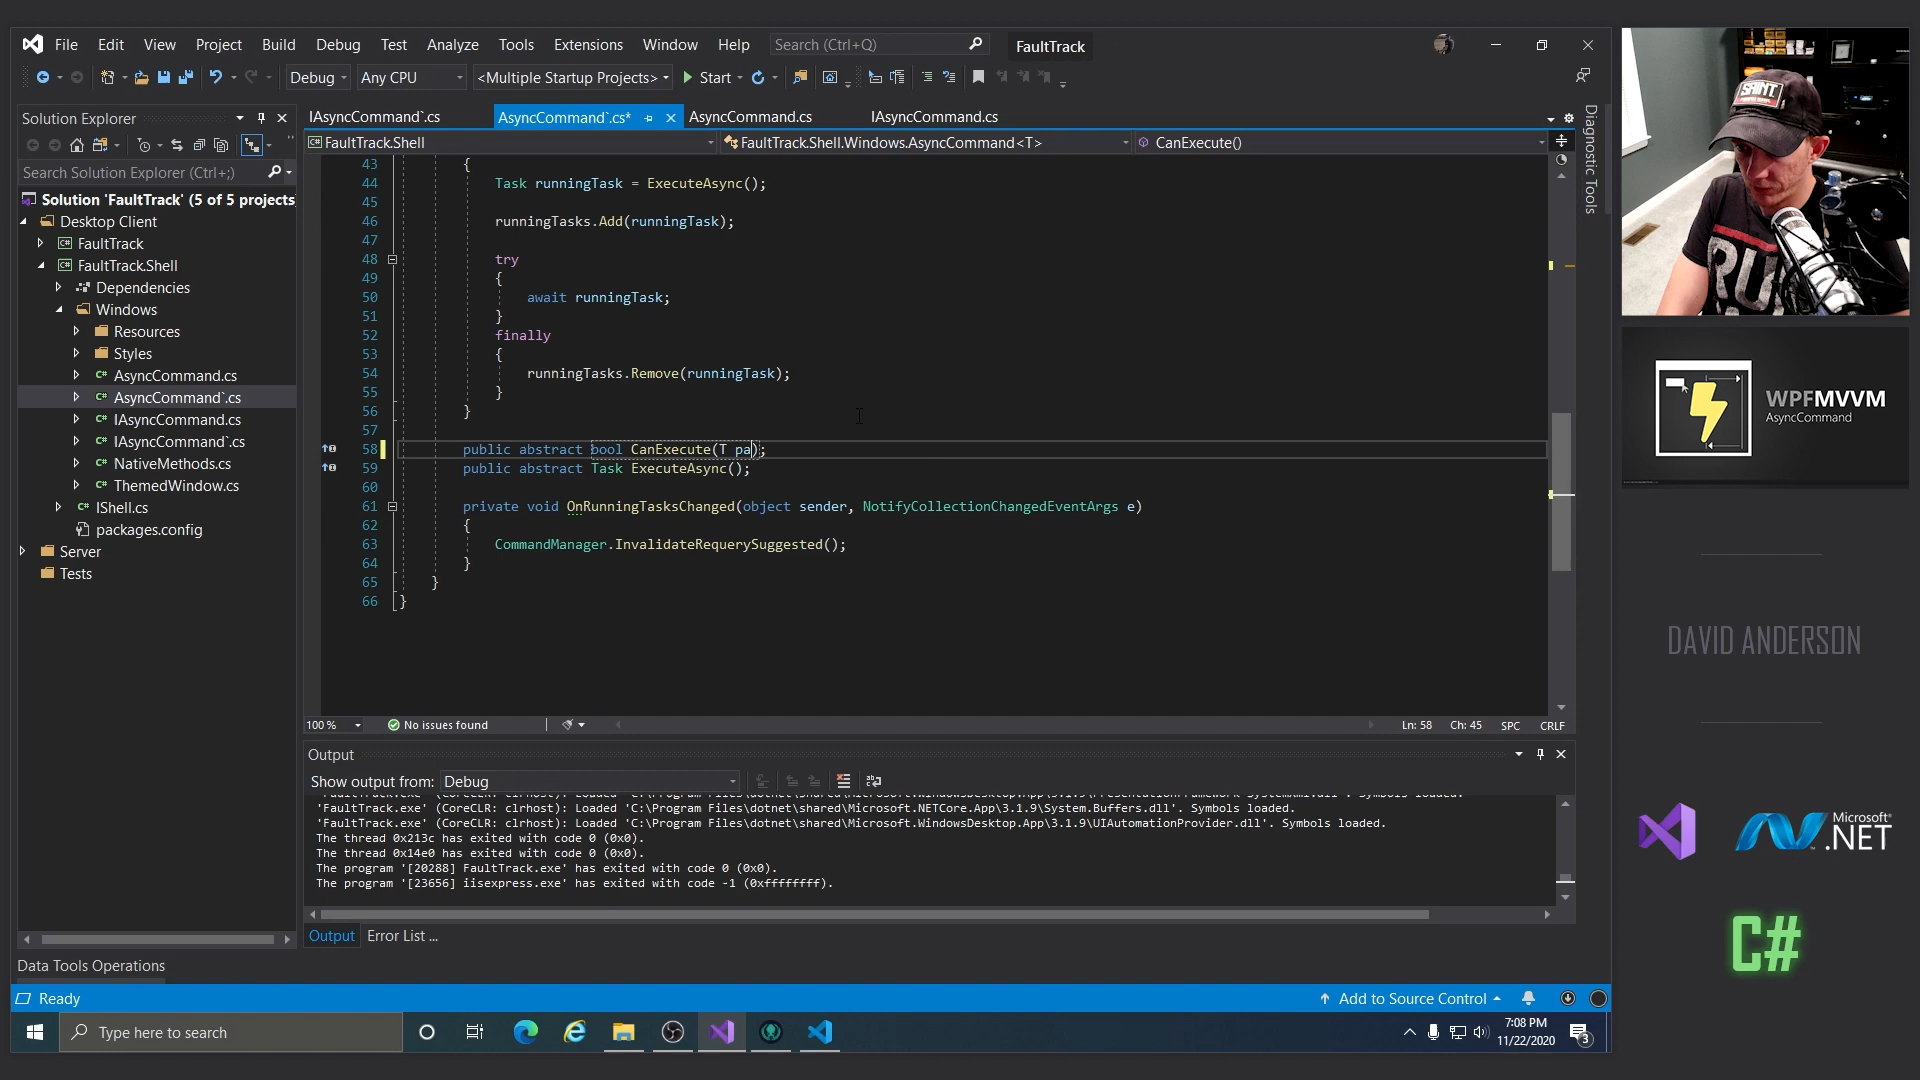 File Edit View Project Build Debug Test Analyze Tools Extensions Window Help Search (Ctrl+Q) FaultTrack
Debug Any CPU <Multiple Startup Projects> Start
Solution Explorer
Search Solution Explorer (Ctrl+;)
Solution 'FaultTrack' (5 of 5 projects)
Desktop Client
FaultTrack
FaultTrack.Shell
Dependencies
Windows
Resources
Styles
AsyncCommand.cs
AsyncCommand`.cs
IAsyncCommand.cs
IAsyncCommand`.cs
NativeMethods.cs
ThemedWindow.cs
IShell.cs
packages.config
Server
Tests
Data Tools Operations
IAsyncCommand`.cs AsyncCommand`.cs* AsyncCommand.cs IAsyncCommand.cs
FaultTrack.Shell FaultTrack.Shell.Windows.AsyncCommand<T> CanExecute()
43 {
44 Task runningTask = ExecuteAsync();
45
46 runningTasks.Add(runningTask);
47
48 try
49 {
50 await runningTask;
51 }
52 finally
53 {
54 runningTasks.Remove(runningTask);
55 }
56 }
57
58 public abstract bool CanExecute(T pa);
59 public abstract Task ExecuteAsync();
60
61 private void OnRunningTasksChanged(object sender, NotifyCollectionChangedEventArgs e)
62 {
63 CommandManager.InvalidateRequerySuggested();
64 }
65 }
66 }
100 % No issues found Ln: 58 Ch: 45 SPC CRLF
Output
Show output from: Debug
'FaultTrack.exe' (CoreCLR: clrhost): Loaded 'C:\Program Files\dotnet\shared\Microsoft.NETCore.App\3.1.9\System.Buffers.dll'. Symbols loaded.
'FaultTrack.exe' (CoreCLR: clrhost): Loaded 'C:\Program Files\dotnet\shared\Microsoft.WindowsDesktop.App\3.1.9\UIAutomationProvider.dll'. Symbols loaded.
The thread 0x213c has exited with code 0 (0x0).
The thread 0x14e0 has exited with code 0 (0x0).
The program '[20288] FaultTrack.exe' has exited with code 0 (0x0).
The program '[23656] iisexpress.exe' has exited with code -1 (0xffffffff).
Output Error List ...
Diagnostic Tools
Ready Add to Source Control
Type here to search
7:08 PM
11/22/2020
3
SAINT
RU
WPFMVVM
AsyncCommand
DAVID ANDERSON
Microsoft®
.NET
C#